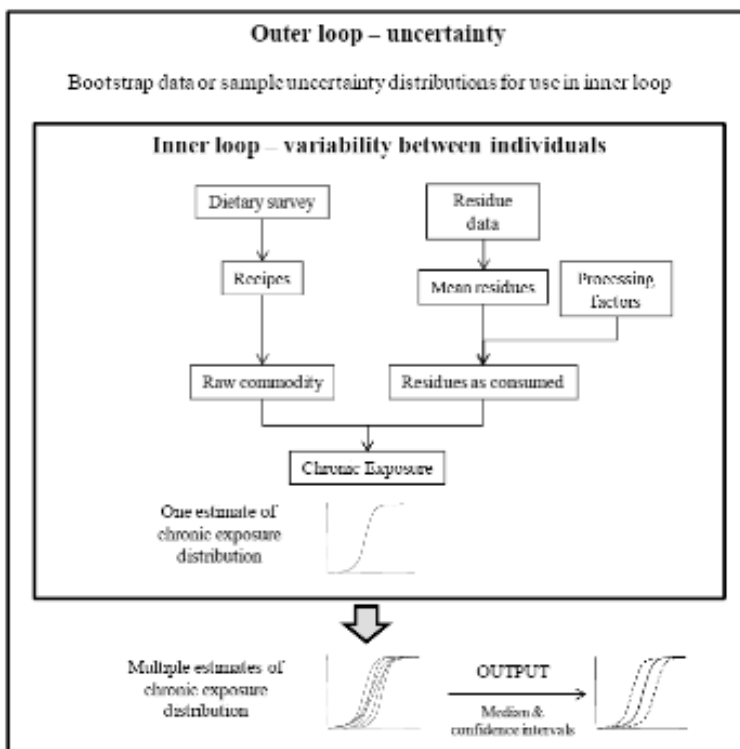 Outer loop – uncertainty
Bootstrap data or sample uncertainty distributions for use in inner loop
Inner loop – variability between individuals
Dietary survey
Residue
data
Recipes
Mean residues
Processing
factors
Raw commodity
Residues as consumed
Chronic Exposure
One estimate of
chronic exposure
distribution
Multiple estimates of
chronic exposure
distribution
OUTPUT
Median &
confidence intervals